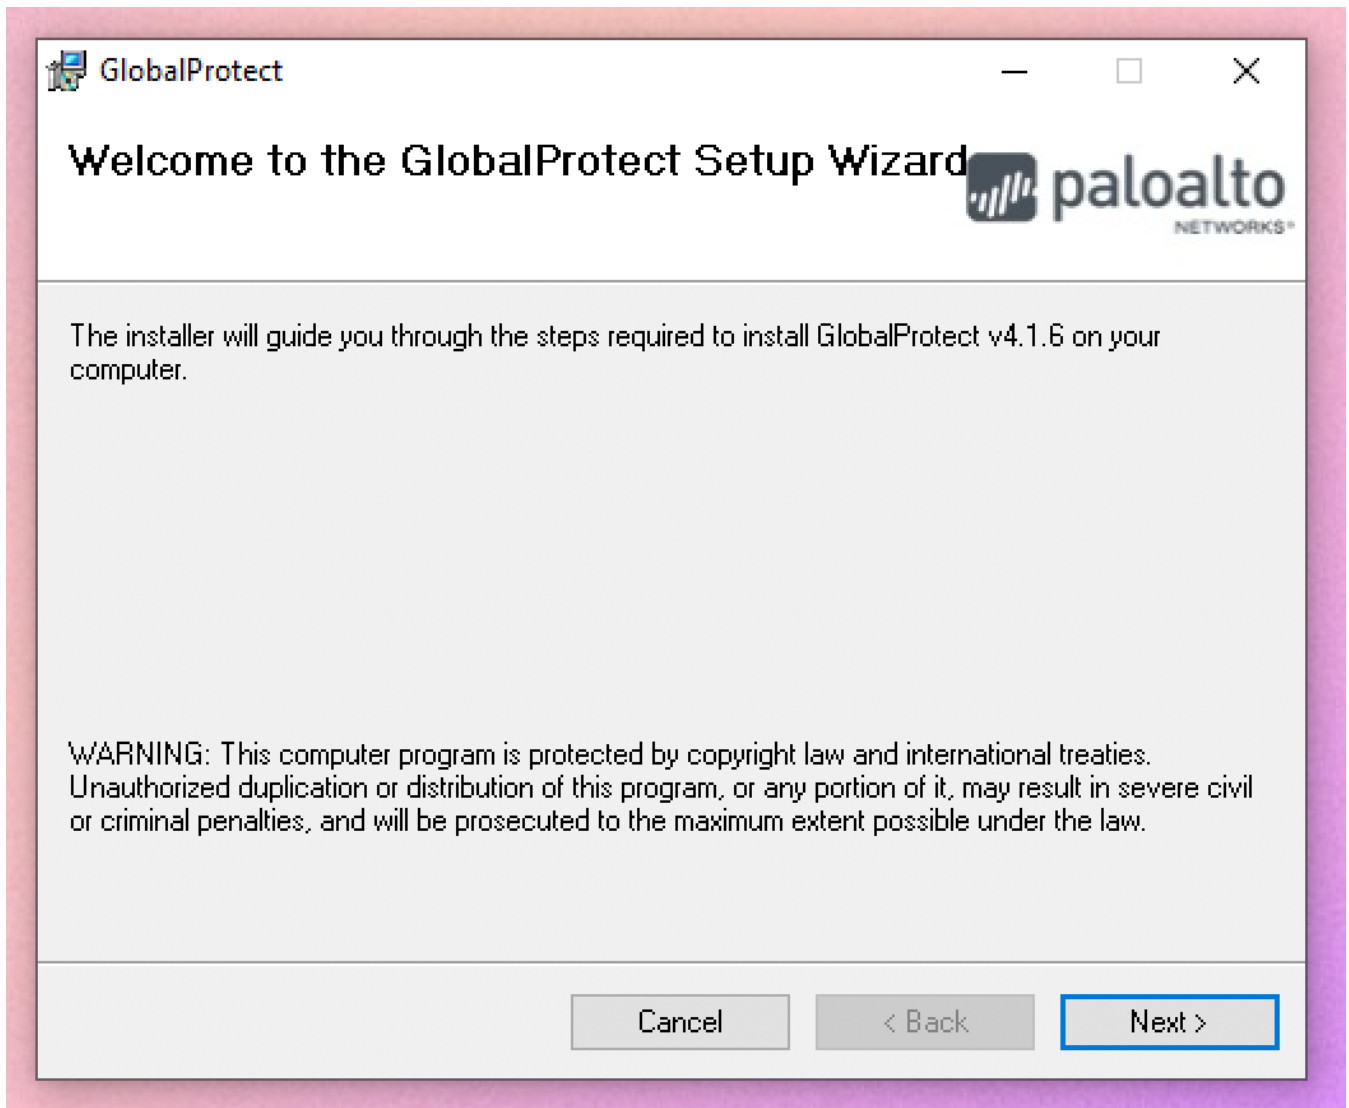 GlobalProtect
Welcome to the GlobalProtect Setup Wizard
paloalto
NETWORKS®
The installer will guide you through the steps required to install GlobalProtect v4.1.6 on your
computer.
WARNING: This computer program is protected by copyright law and international treaties.
Unauthorized duplication or distribution of this program, or any portion of it, may result in severe civil
or criminal penalties, and will be prosecuted to the maximum extent possible under the law.
Cancel
< Back
Next >